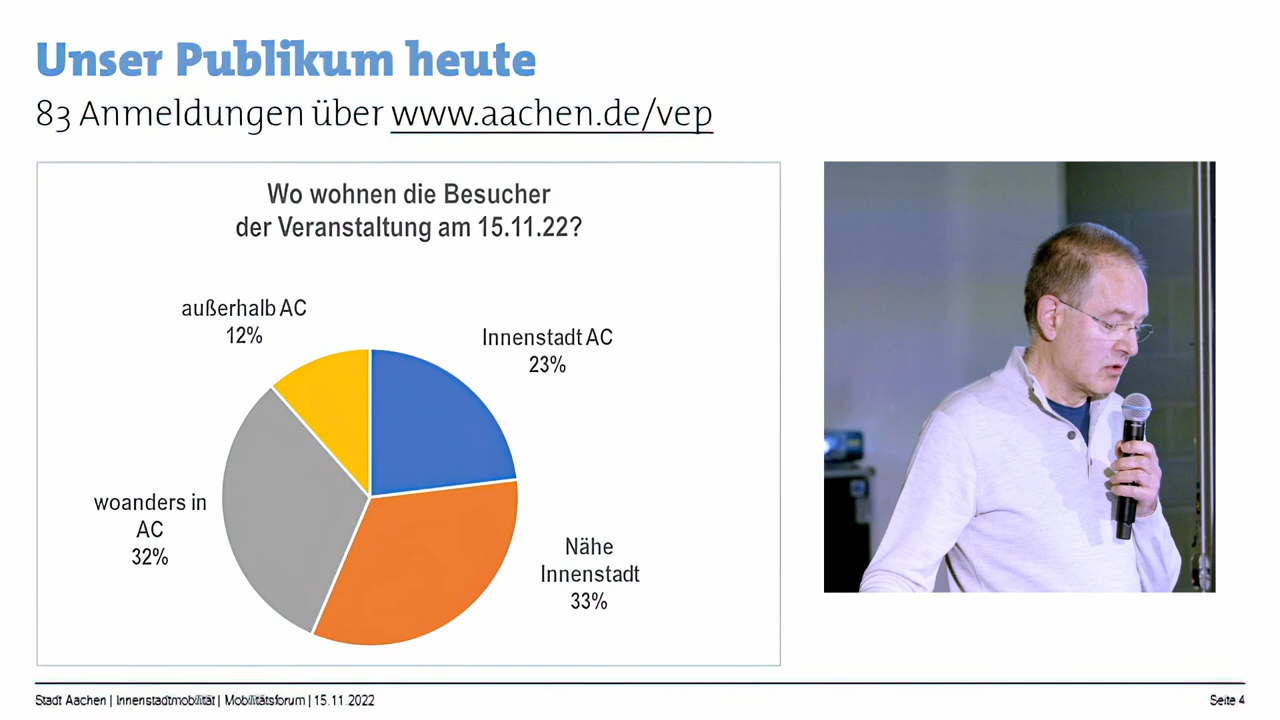 Unser Publikum heute
83 Anmeldungen über www.aachen.de/vep
Wo wohnen die Besucher
der Veranstaltung am 15.11.22?
außerhalb AC
12%
Innenstadt AC
23%
woanders in
AC
32%
Nähe
Innenstadt
33%
Stadt Aachen | Innenstadtmobilität | Mobilitätsforum | 15.11.2022
Seite 4